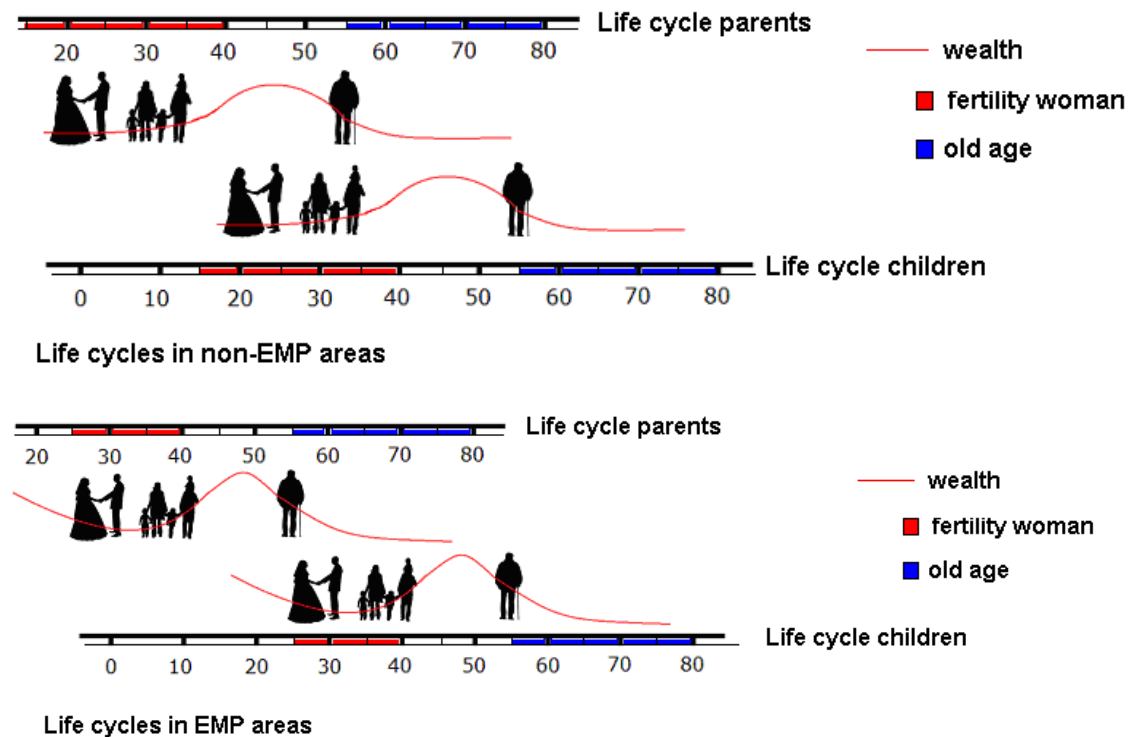 Life cycle parents
20 30 40 50 60 70 80
wealth
fertility woman
old age
Life cycle children
0 10 20 30 40 50 60 70 80
Life cycles in non-EMP areas
Life cycle parents
20 30 40 50 60 70 80
wealth
fertility woman
old age
Life cycle children
0 10 20 30 40 50 60 70 80
Life cycles in EMP areas